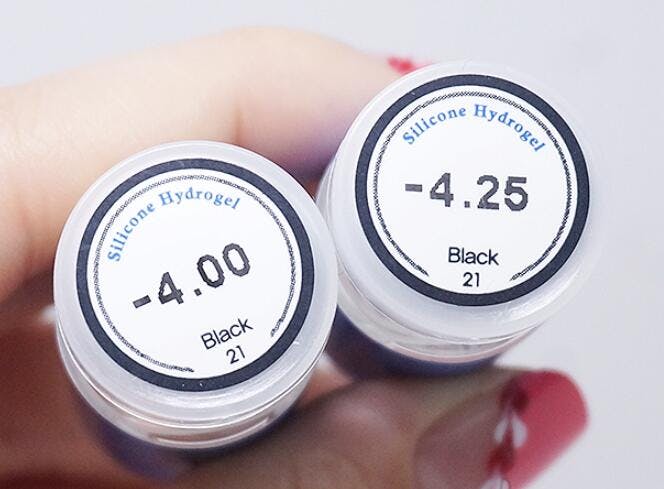 Silicone Hydrogel
-4.00
Black
21
Silicone Hydrogel
-4.25
Black
21